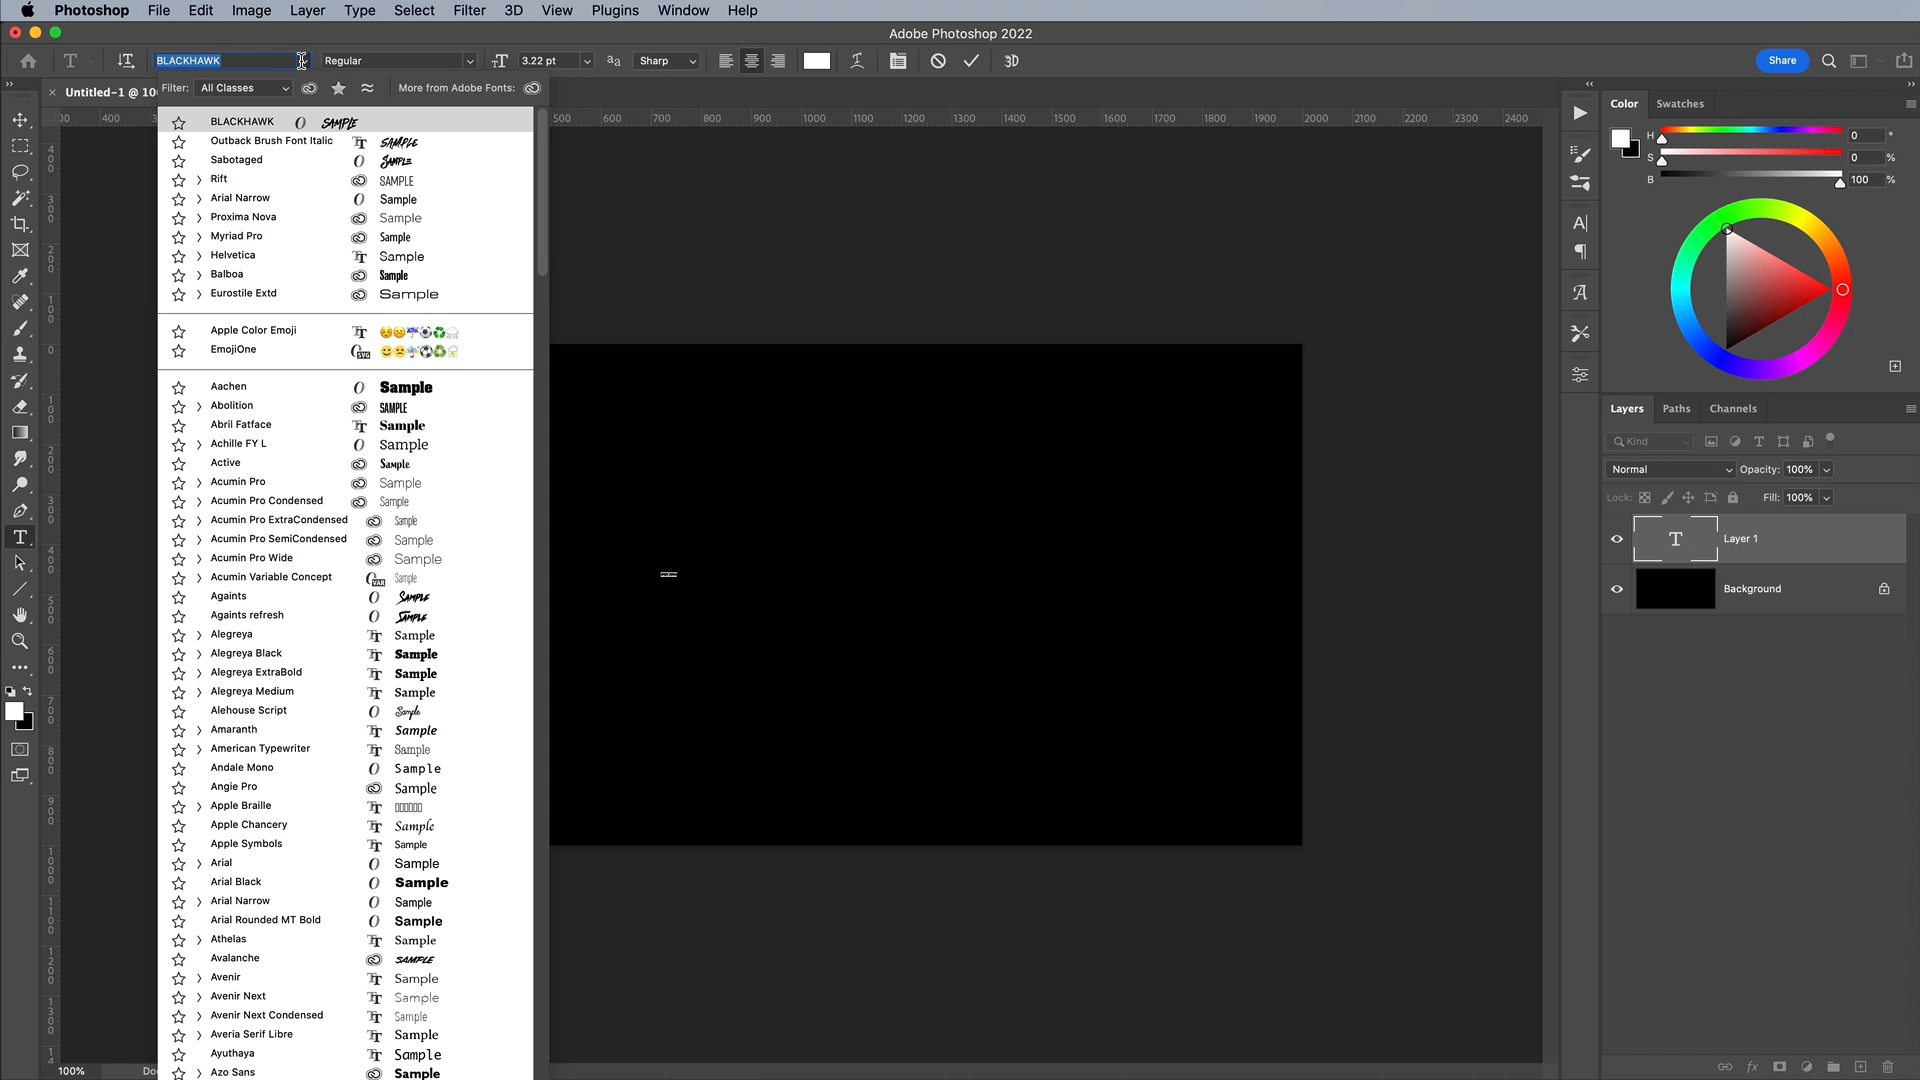 Photoshop File Edit Image Layer Type Select Filter 3D View Plugins Window Help
Adobe Photoshop 2022
BLACKHAWK Regular 3.22 pt Sharp 3D Share
Untitled-1 @ 10
Filter: All Classes More from Adobe Fonts:
BLACKHAWK SAMPLE
Outback Brush Font Italic SAMPLE
Sabotaged SAMPLE
Rift SAMPLE
Arial Narrow Sample
Proxima Nova Sample
Myriad Pro Sample
Helvetica Sample
Balboa Sample
Eurostile Extd Sample
Apple Color Emoji
EmojiOne
Aachen Sample
Abolition SAMPLE
Abril Fatface Sample
Achille FY L Sample
Active Sample
Acumin Pro Sample
Acumin Pro Condensed Sample
Acumin Pro ExtraCondensed Sample
Acumin Pro SemiCondensed Sample
Acumin Pro Wide Sample
Acumin Variable Concept Sample
Againts Sample
Againts refresh Sample
Alegreya Sample
Alegreya Black Sample
Alegreya ExtraBold Sample
Alegreya Medium Sample
Alehouse Script Sample
Amaranth Sample
American Typewriter Sample
Andale Mono Sample
Angie Pro Sample
Apple Braille
Apple Chancery Sample
Apple Symbols Sample
Arial Sample
Arial Black Sample
Arial Narrow Sample
Arial Rounded MT Bold Sample
Athelas Sample
Avalanche SAMPLE
Avenir Sample
Avenir Next Sample
Avenir Next Condensed Sample
Averia Serif Libre Sample
Ayuthaya Sample
Azo Sans Sample
400 500 600 700 800 900 1000 1100 1200 1300 1400 1500 1600 1700 1800 1900 2000 2100 2200 2300 2400
100% Do
Color Swatches
H 0 °
S 0 %
B 100 %
Layers Paths Channels
Kind
Normal Opacity: 100%
Lock: Fill: 100%
Layer 1
Background